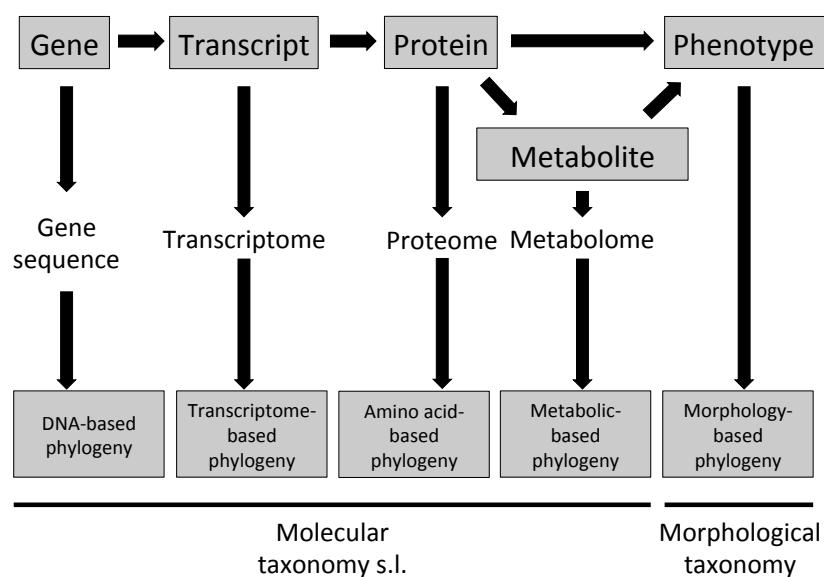 Gene
Transcript
Protein
Phenotype
Metabolite
Gene
sequence
Transcriptome
Proteome
Metabolome
DNA-based
phylogeny
Transcriptome-
based
phylogeny
Amino acid-
based
phylogeny
Metabolic-
based
phylogeny
Morphology-
based
phylogeny
Molecular
taxonomy s.l.
Morphological
taxonomy